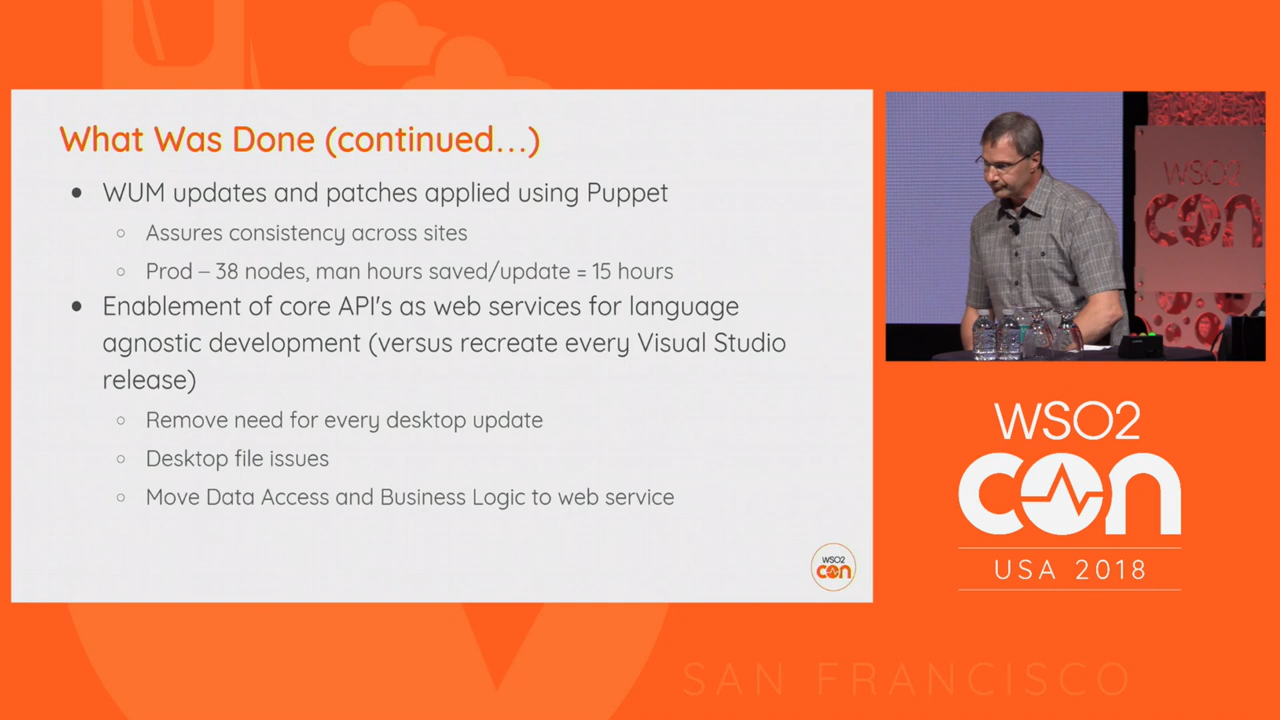 What Was Done (continued...)
● WUM updates and patches applied using Puppet
○ Assures consistency across sites
○ Prod – 38 nodes, man hours saved/update = 15 hours
● Enablement of core API's as web services for language
agnostic development (versus recreate every Visual Studio
release)
○ Remove need for every desktop update
○ Desktop file issues
○ Move Data Access and Business Logic to web service
WSO2
con
WSO2
con
WSO2
con
USA 2018
SAN FRANCISCO